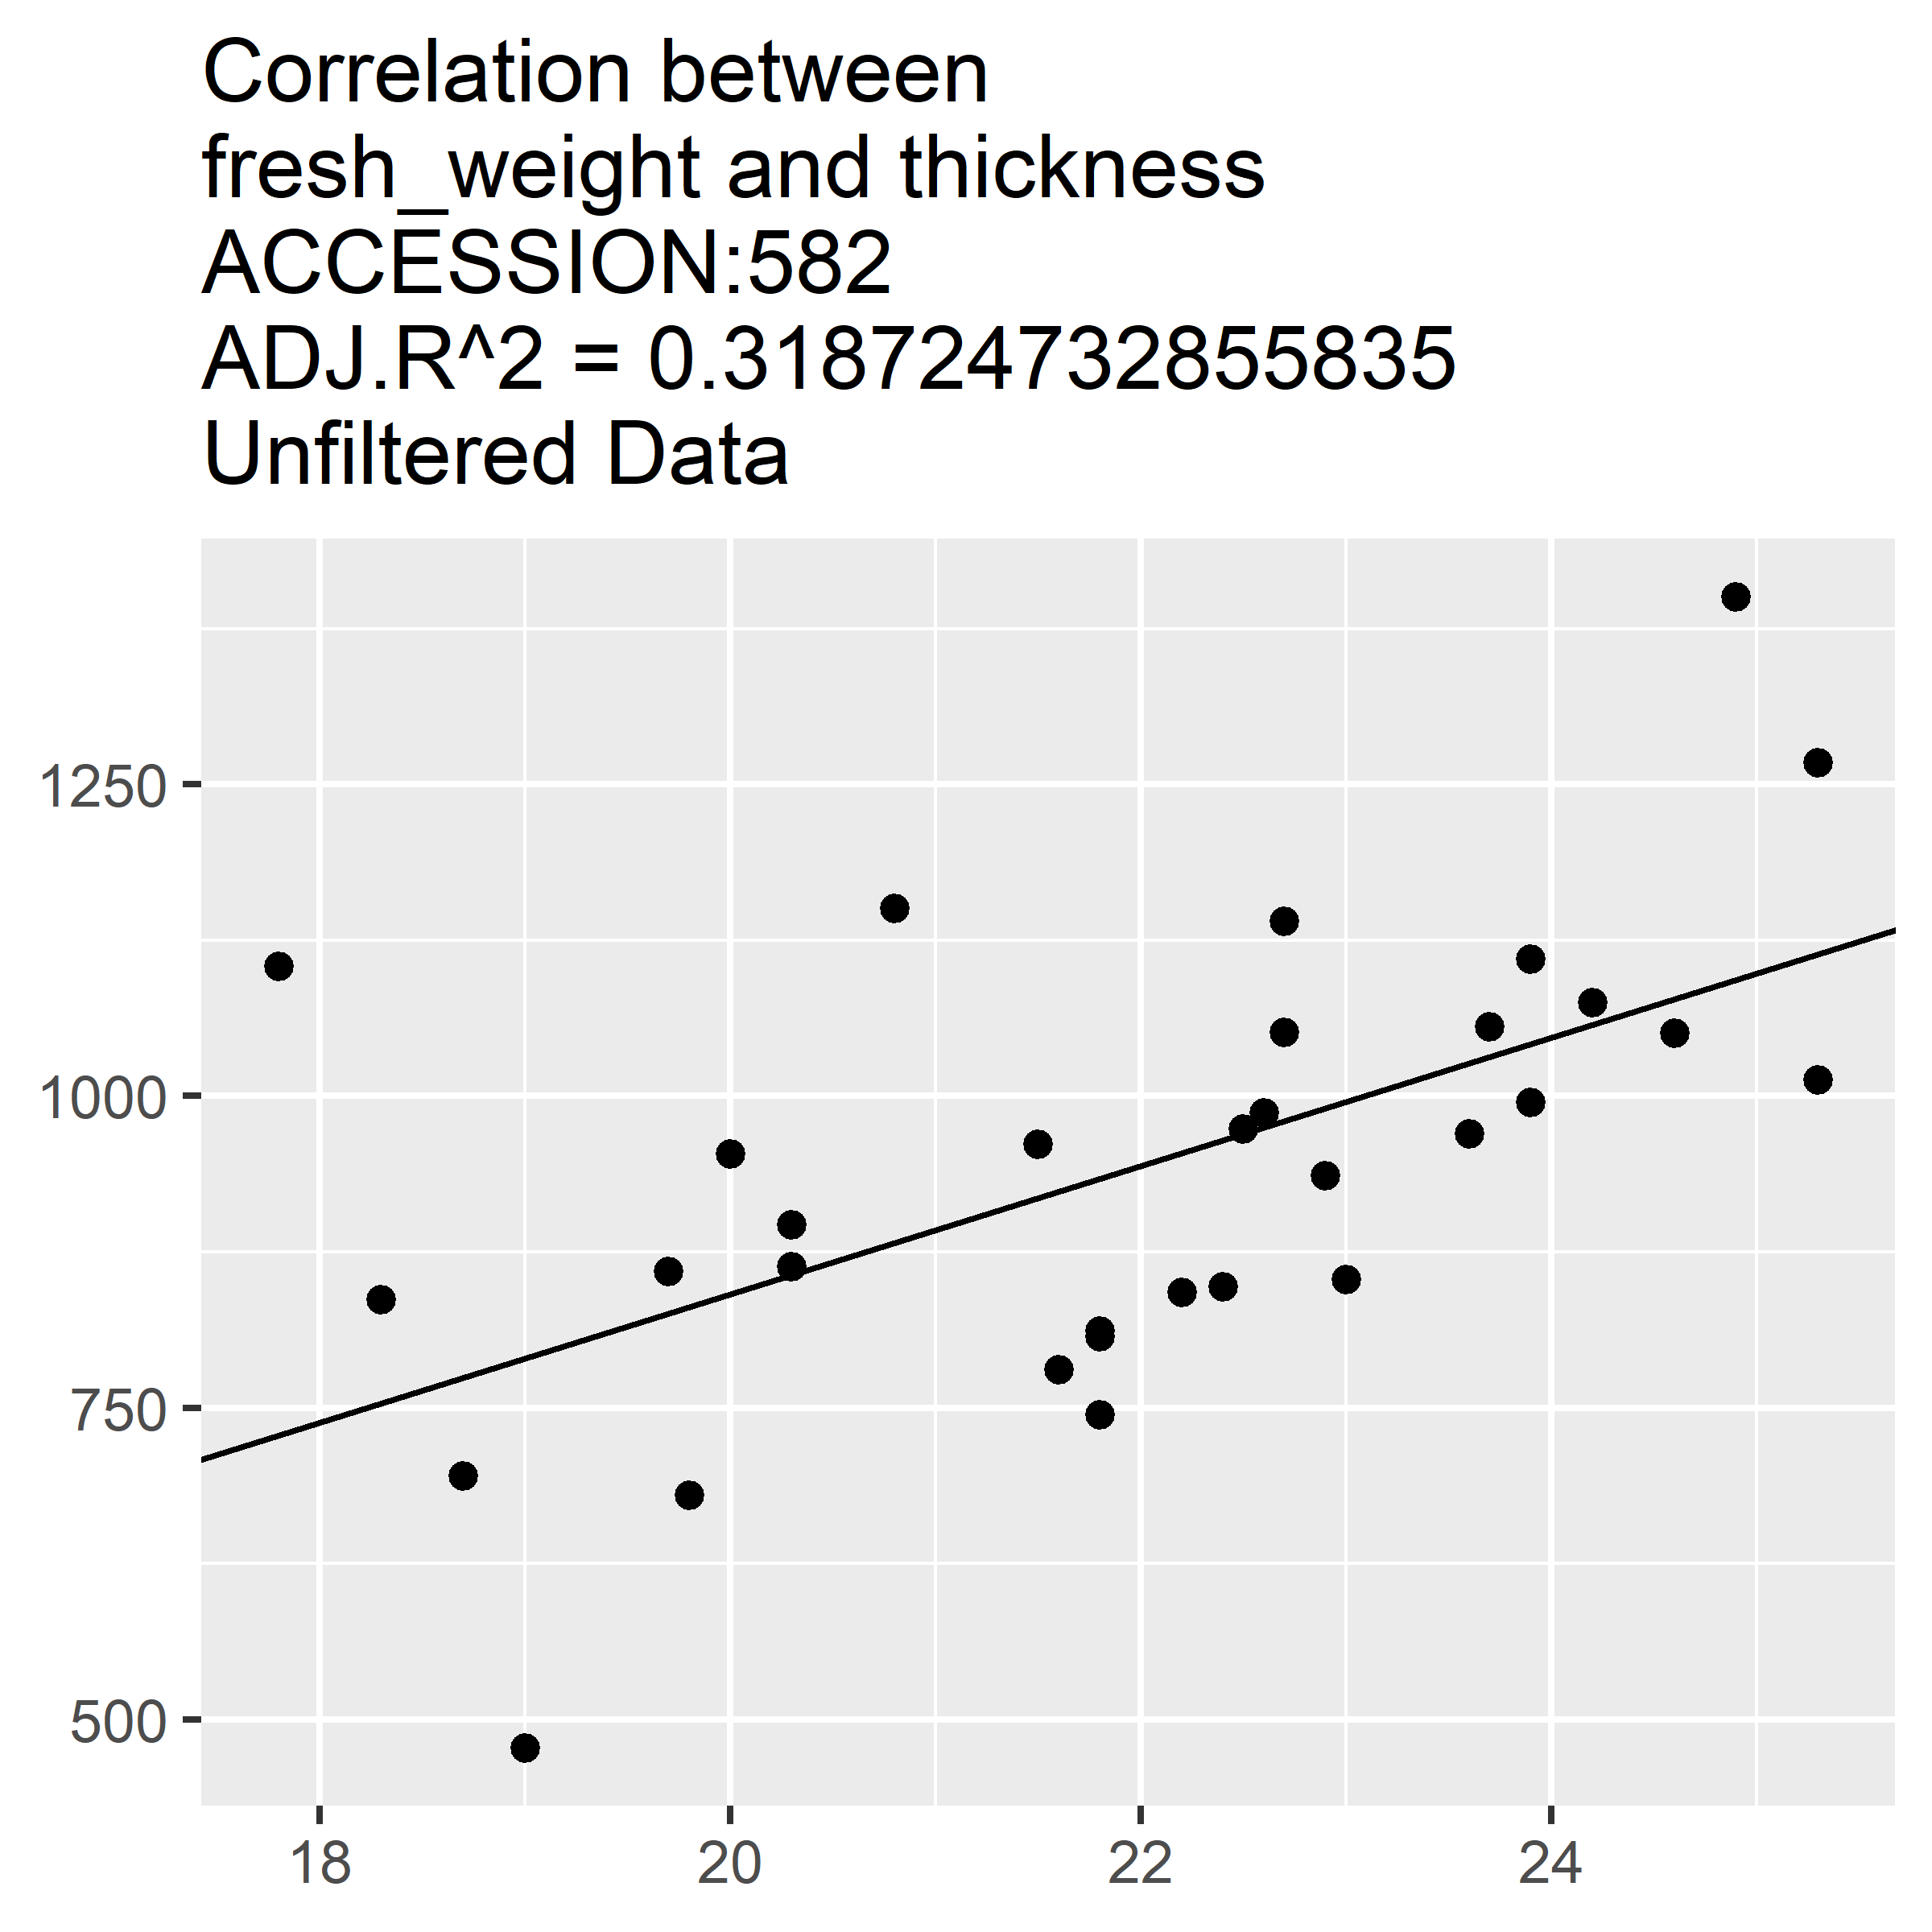 Correlation between
fresh_weight and thickness
ACCESSION:582
ADJ.R^2 = 0.318724732855835
Unfiltered Data
1250
1000
750
500
18 20 22 24